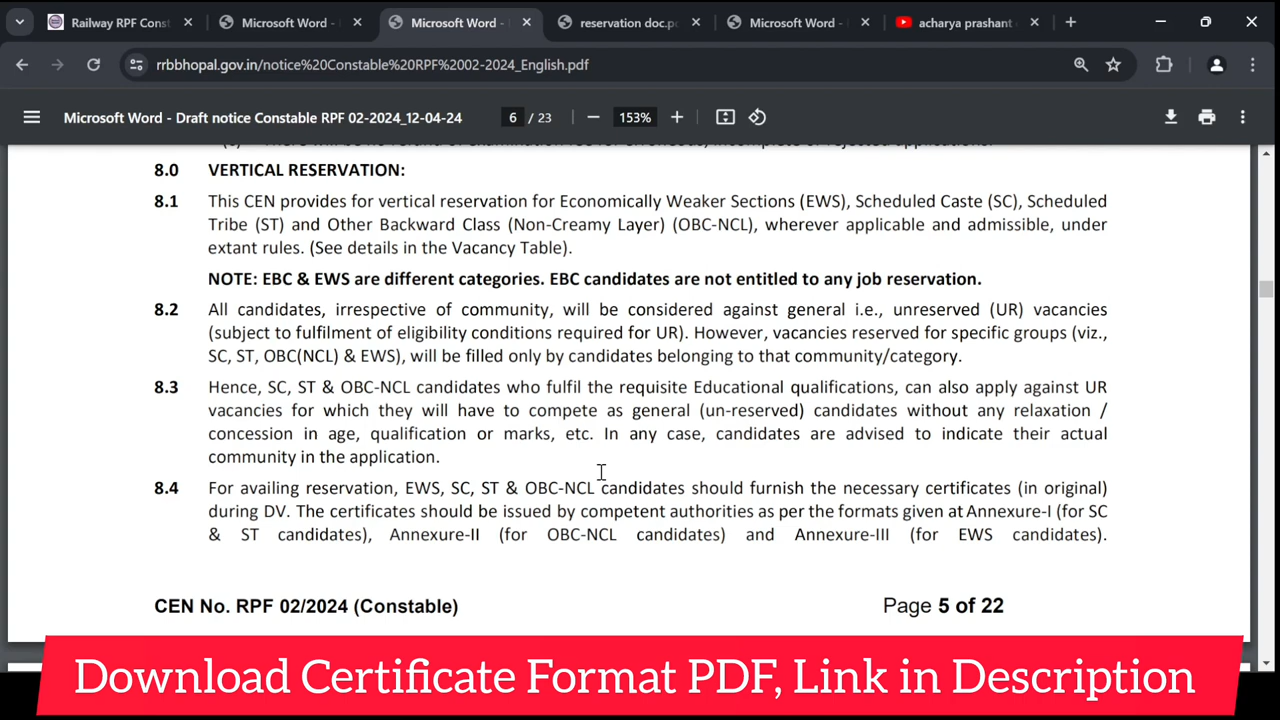 Railway RPF Const
Microsoft Word -
Microsoft Word -
reservation doc.p
Microsoft Word -
acharya prashant
rrbbhopal.gov.in/notice%20Constable%20RPF%2002-2024_English.pdf
Microsoft Word - Draft notice Constable RPF 02-2024_12-04-24
6 / 23
153%
8.0 VERTICAL RESERVATION:
8.1 This CEN provides for vertical reservation for Economically Weaker Sections (EWS), Scheduled Caste (SC), Scheduled
Tribe (ST) and Other Backward Class (Non-Creamy Layer) (OBC-NCL), wherever applicable and admissible, under
extant rules. (See details in the Vacancy Table).
NOTE: EBC & EWS are different categories. EBC candidates are not entitled to any job reservation.
8.2 All candidates, irrespective of community, will be considered against general i.e., unreserved (UR) vacancies
(subject to fulfilment of eligibility conditions required for UR). However, vacancies reserved for specific groups (viz.,
SC, ST, OBC(NCL) & EWS), will be filled only by candidates belonging to that community/category.
8.3 Hence, SC, ST & OBC-NCL candidates who fulfil the requisite Educational qualifications, can also apply against UR
vacancies for which they will have to compete as general (un-reserved) candidates without any relaxation /
concession in age, qualification or marks, etc. In any case, candidates are advised to indicate their actual
community in the application.
8.4 For availing reservation, EWS, SC, ST & OBC-NCL candidates should furnish the necessary certificates (in original)
during DV. The certificates should be issued by competent authorities as per the formats given at Annexure-I (for SC
& ST candidates), Annexure-II (for OBC-NCL candidates) and Annexure-III (for EWS candidates).
CEN No. RPF 02/2024 (Constable)
Page 5 of 22
Download Certificate Format PDF, Link in Description